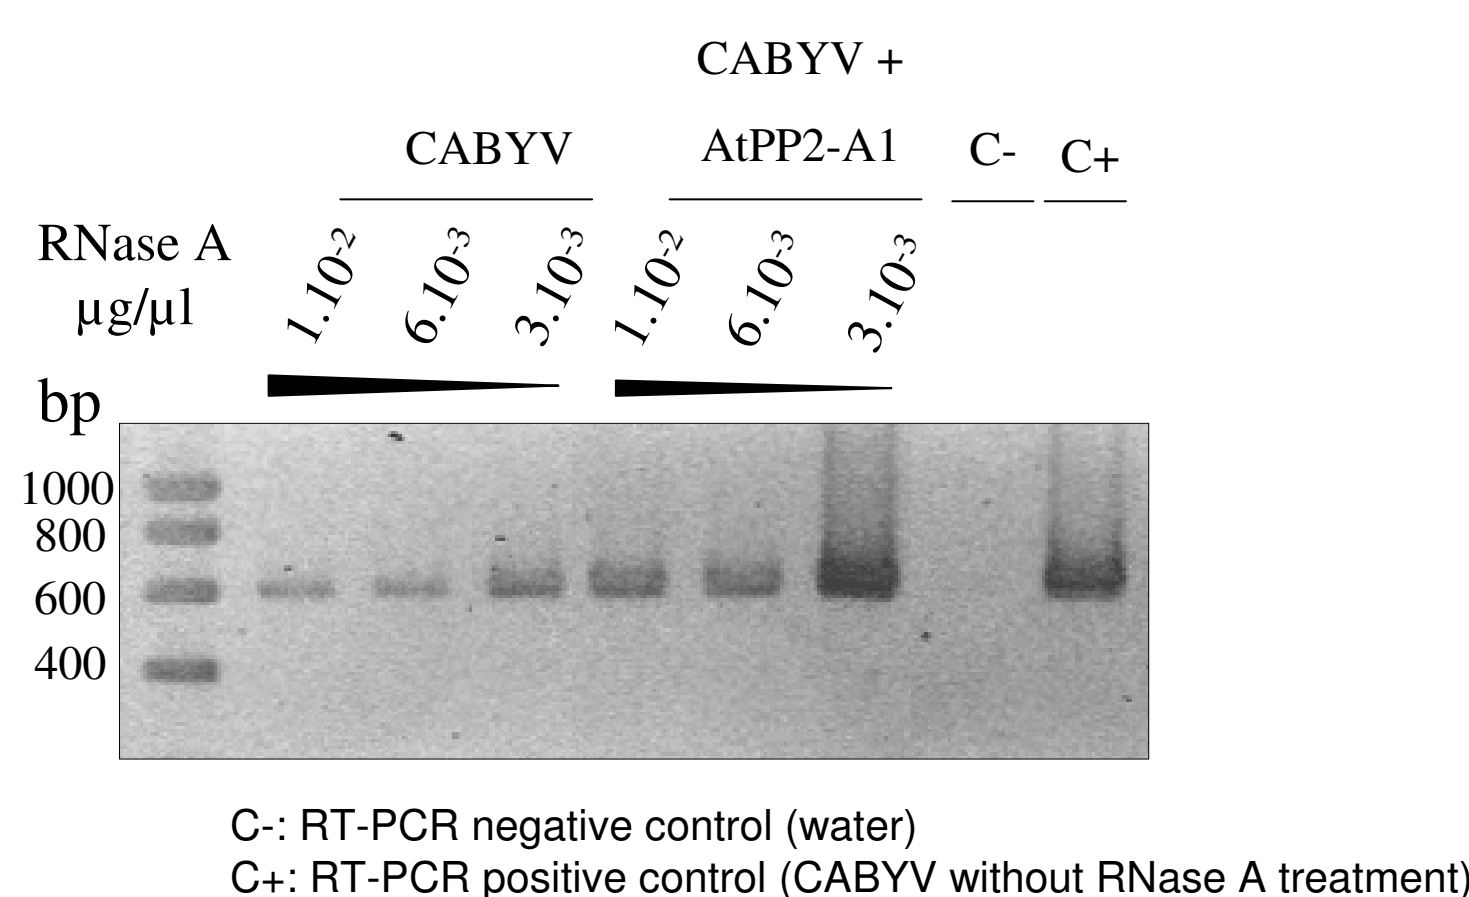 CABYV +
CABYV AtPP2-A1 C- C+
RNase A
µg/µl
1.10-2 6.10-3 3.10-3 1.10-2 6.10-3 3.10-3
bp
1000
800
600
400
C-: RT-PCR negative control (water)
C+: RT-PCR positive control (CABYV without RNase A treatment)